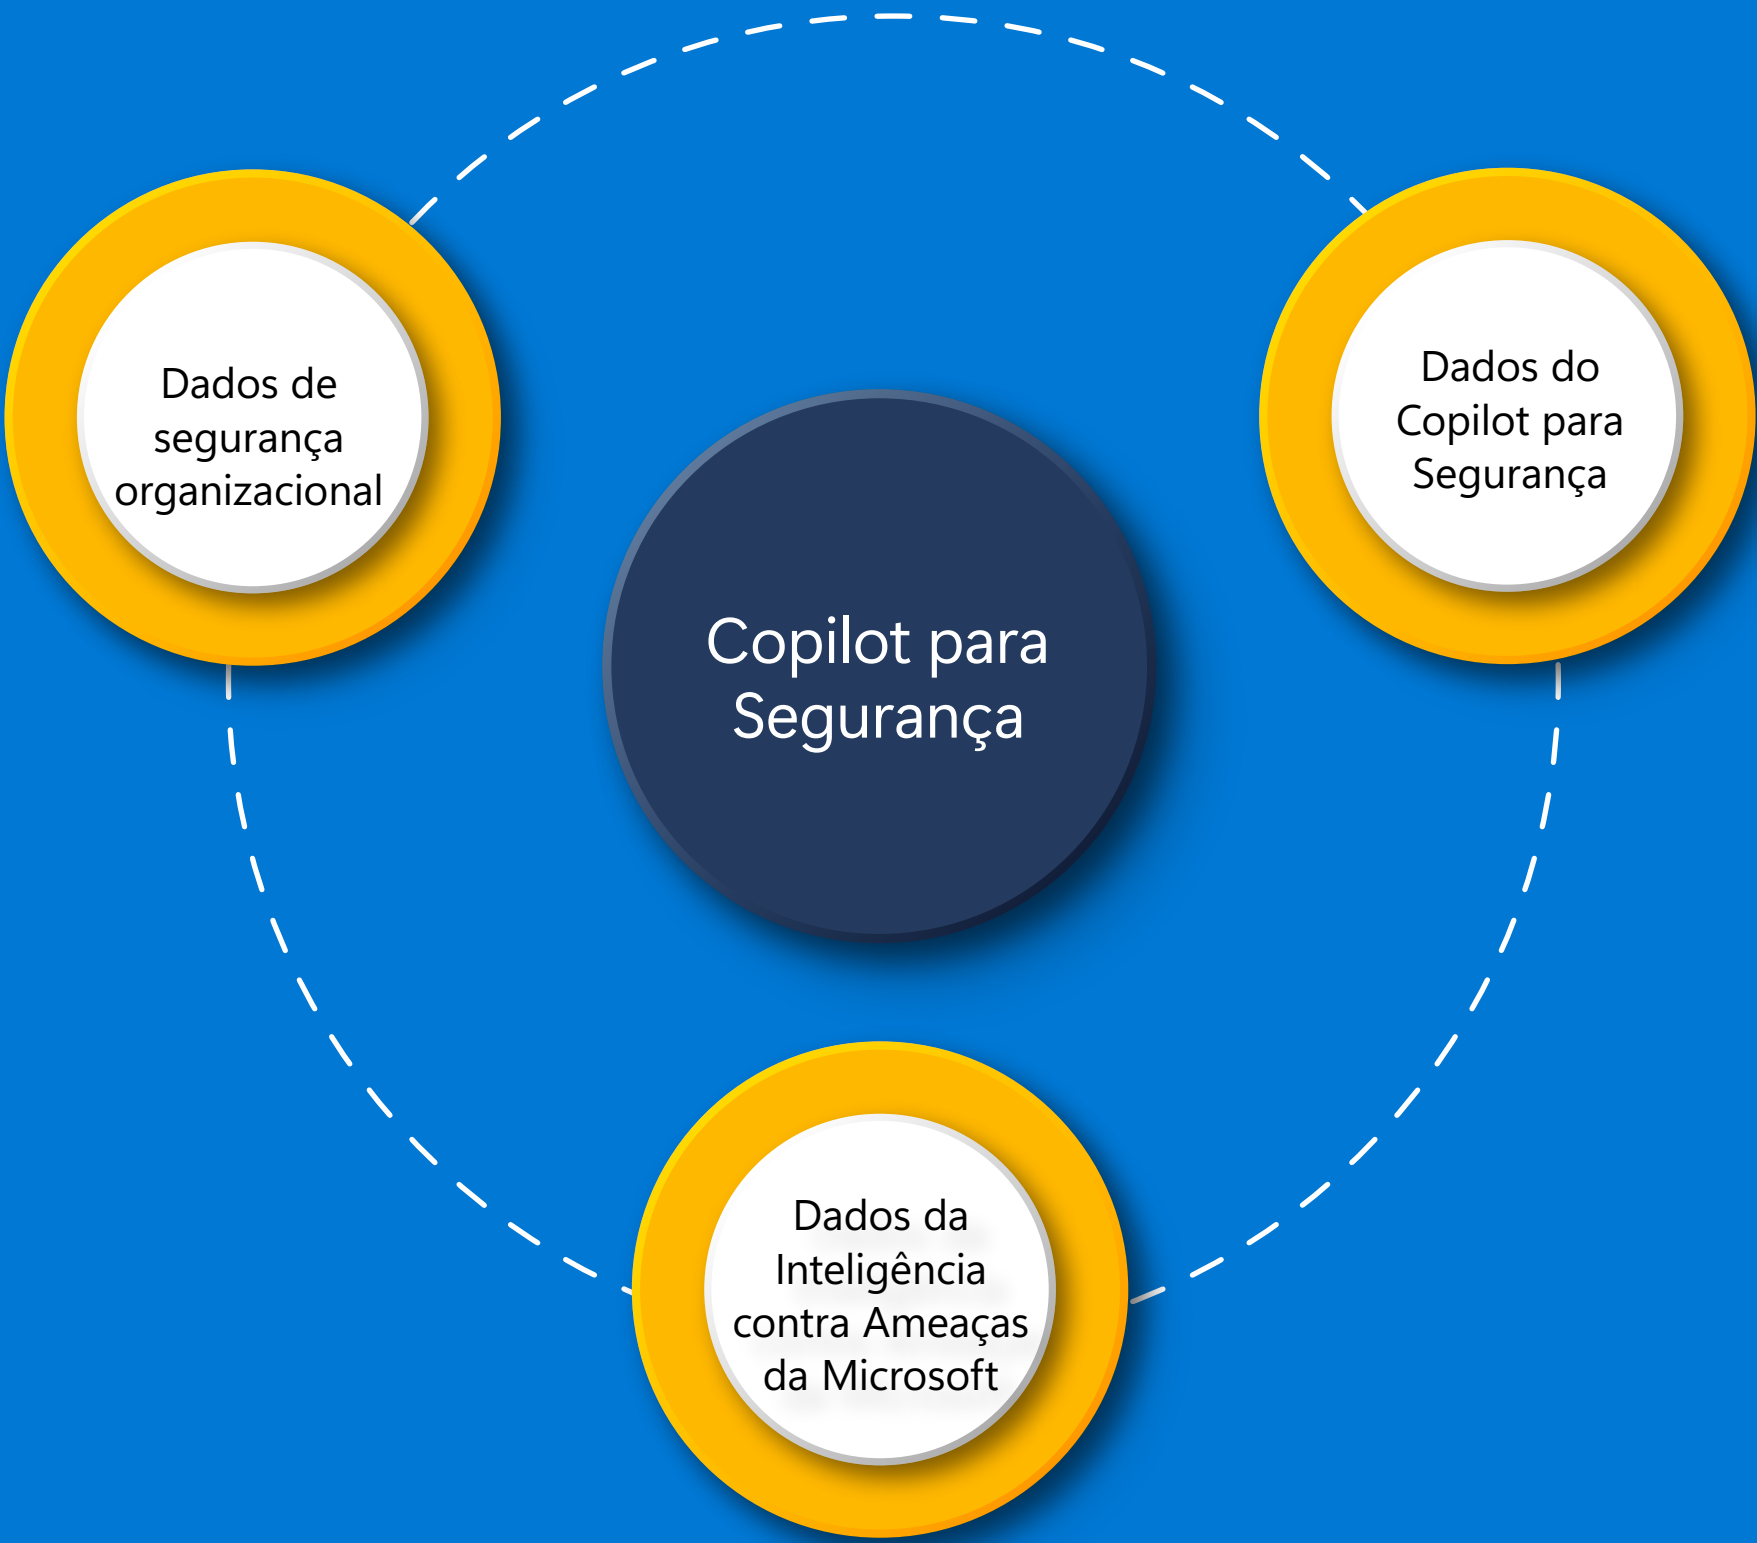 Dados de
segurança
organizacional
Dados do
Copilot para
Segurança
Copilot para
Segurança
Dados da
Inteligência
contra Ameaças
da Microsoft